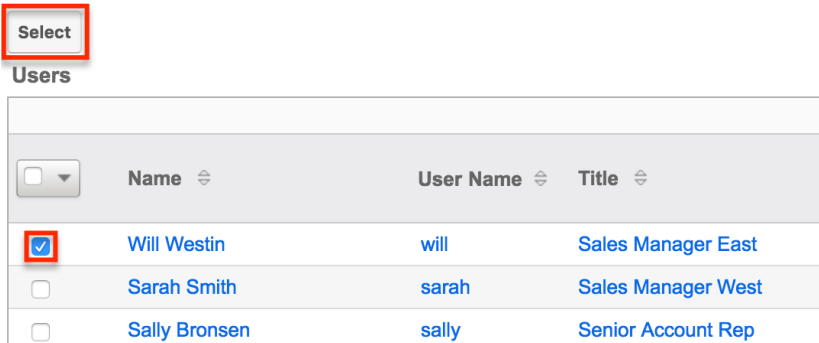 Select
Users
Name User Name Title
Will Westin will Sales Manager East
Sarah Smith sarah Sales Manager West
Sally Bronsen sally Senior Account Rep